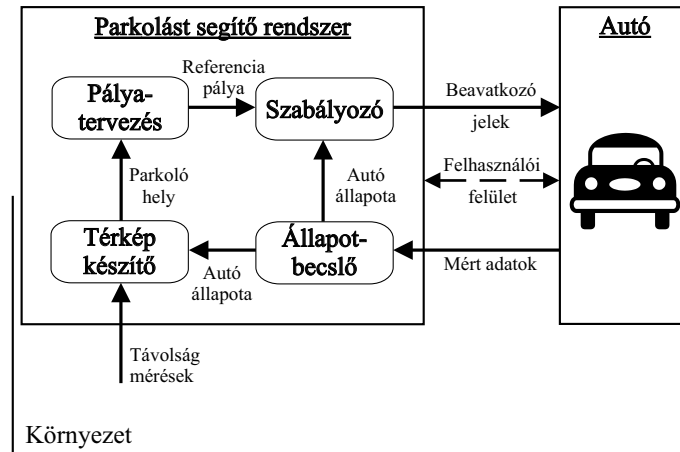 Parkolást segítő rendszer
Autó
Referencia
pálya
Pálya-
tervezés
Szabályozó
Beavatkozó
jelek
Parkoló
hely
Autó
állapota
Felhasználói
felület
Térkép
készítő
Autó
állapota
Állapot-
becslő
Mért adatok
Távolság
mérések
Környezet